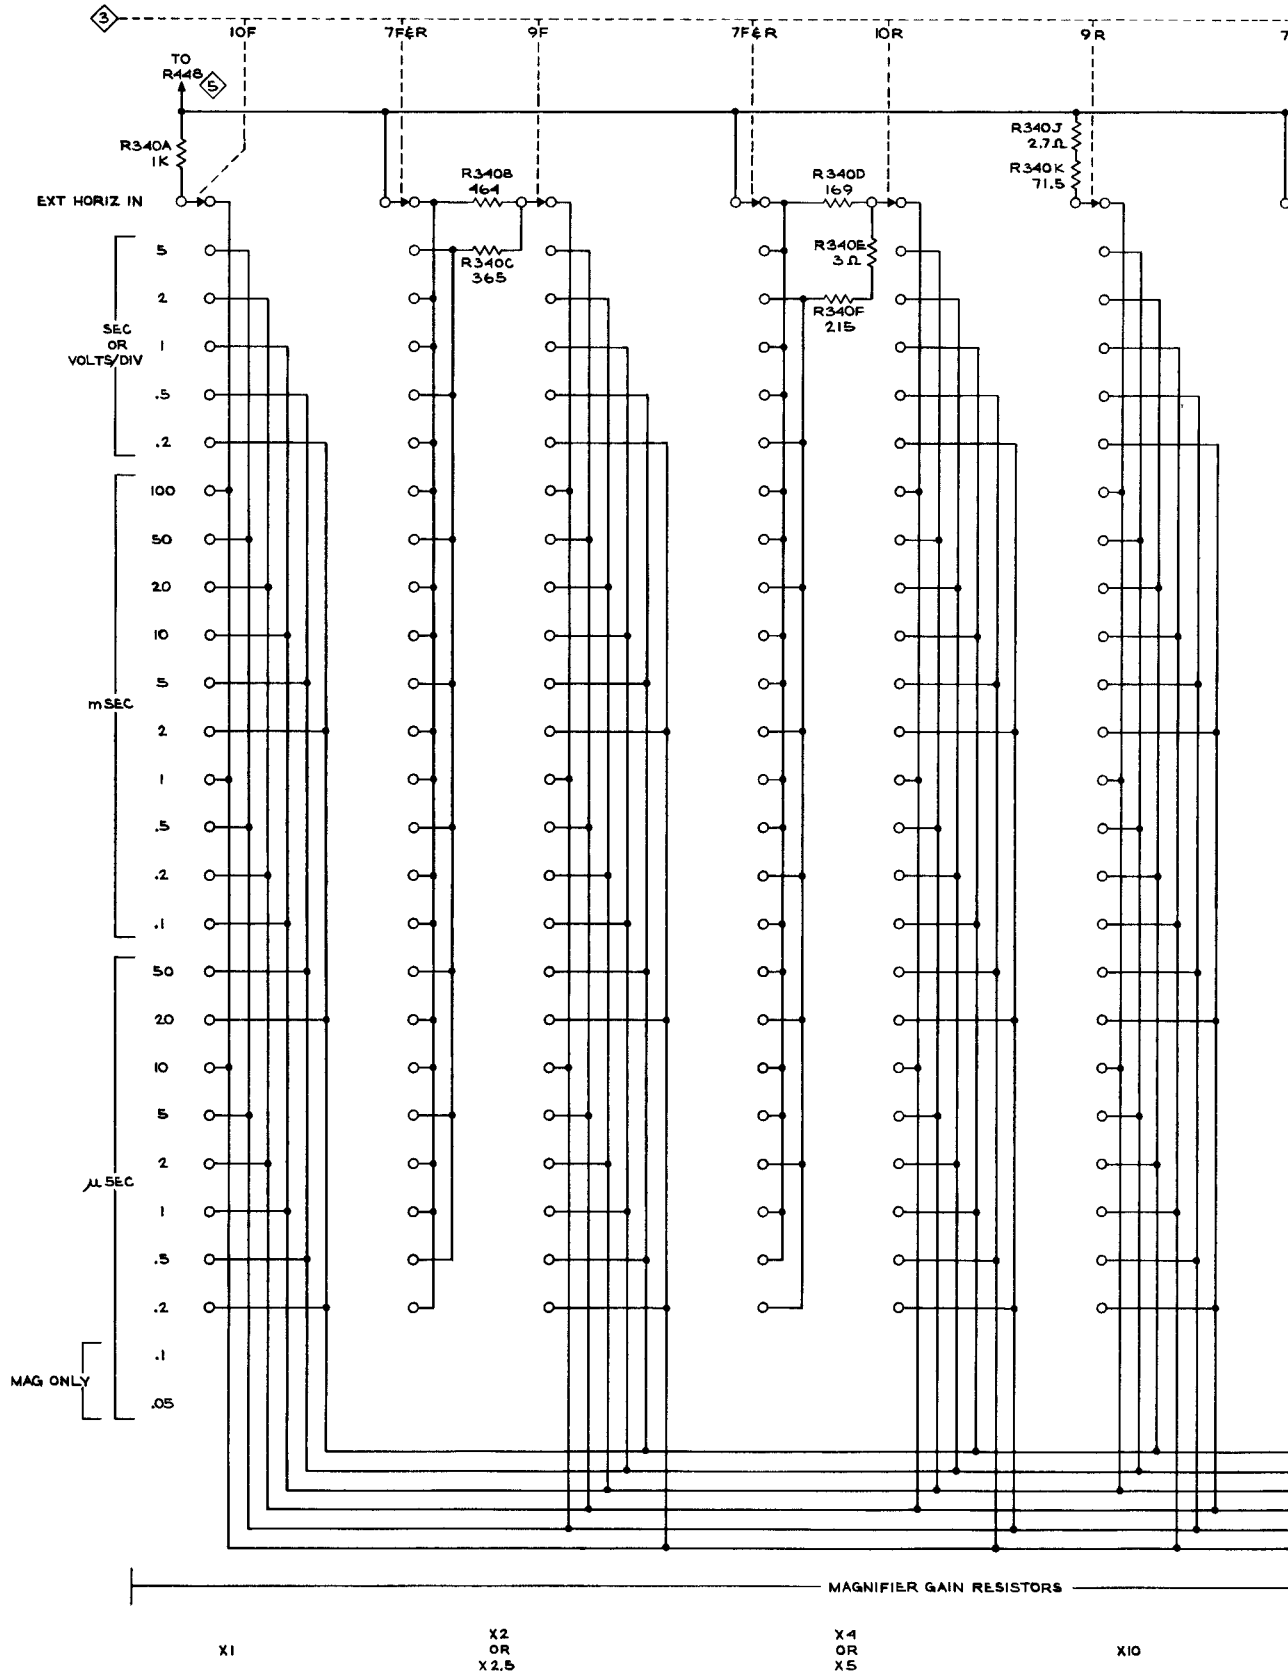 3
10F 7F&R 9F 7F&R 10R 9R 7
TO
R448 5
R340A
1K
R340B
464
R340C
365
R340D
169
R340E
3Ω
R340F
215
R340J
2.7Ω
R340K
71.5
EXT HORIZ IN
SEC
OR
VOLTS/DIV
5
2
1
.5
.2
mSEC
100
50
20
10
5
2
1
.5
.2
.1
μSEC
50
20
10
5
2
1
.5
.2
MAG ONLY
.1
.05
MAGNIFIER GAIN RESISTORS
X1
X2
OR
X2.5
X4
OR
X5
X10